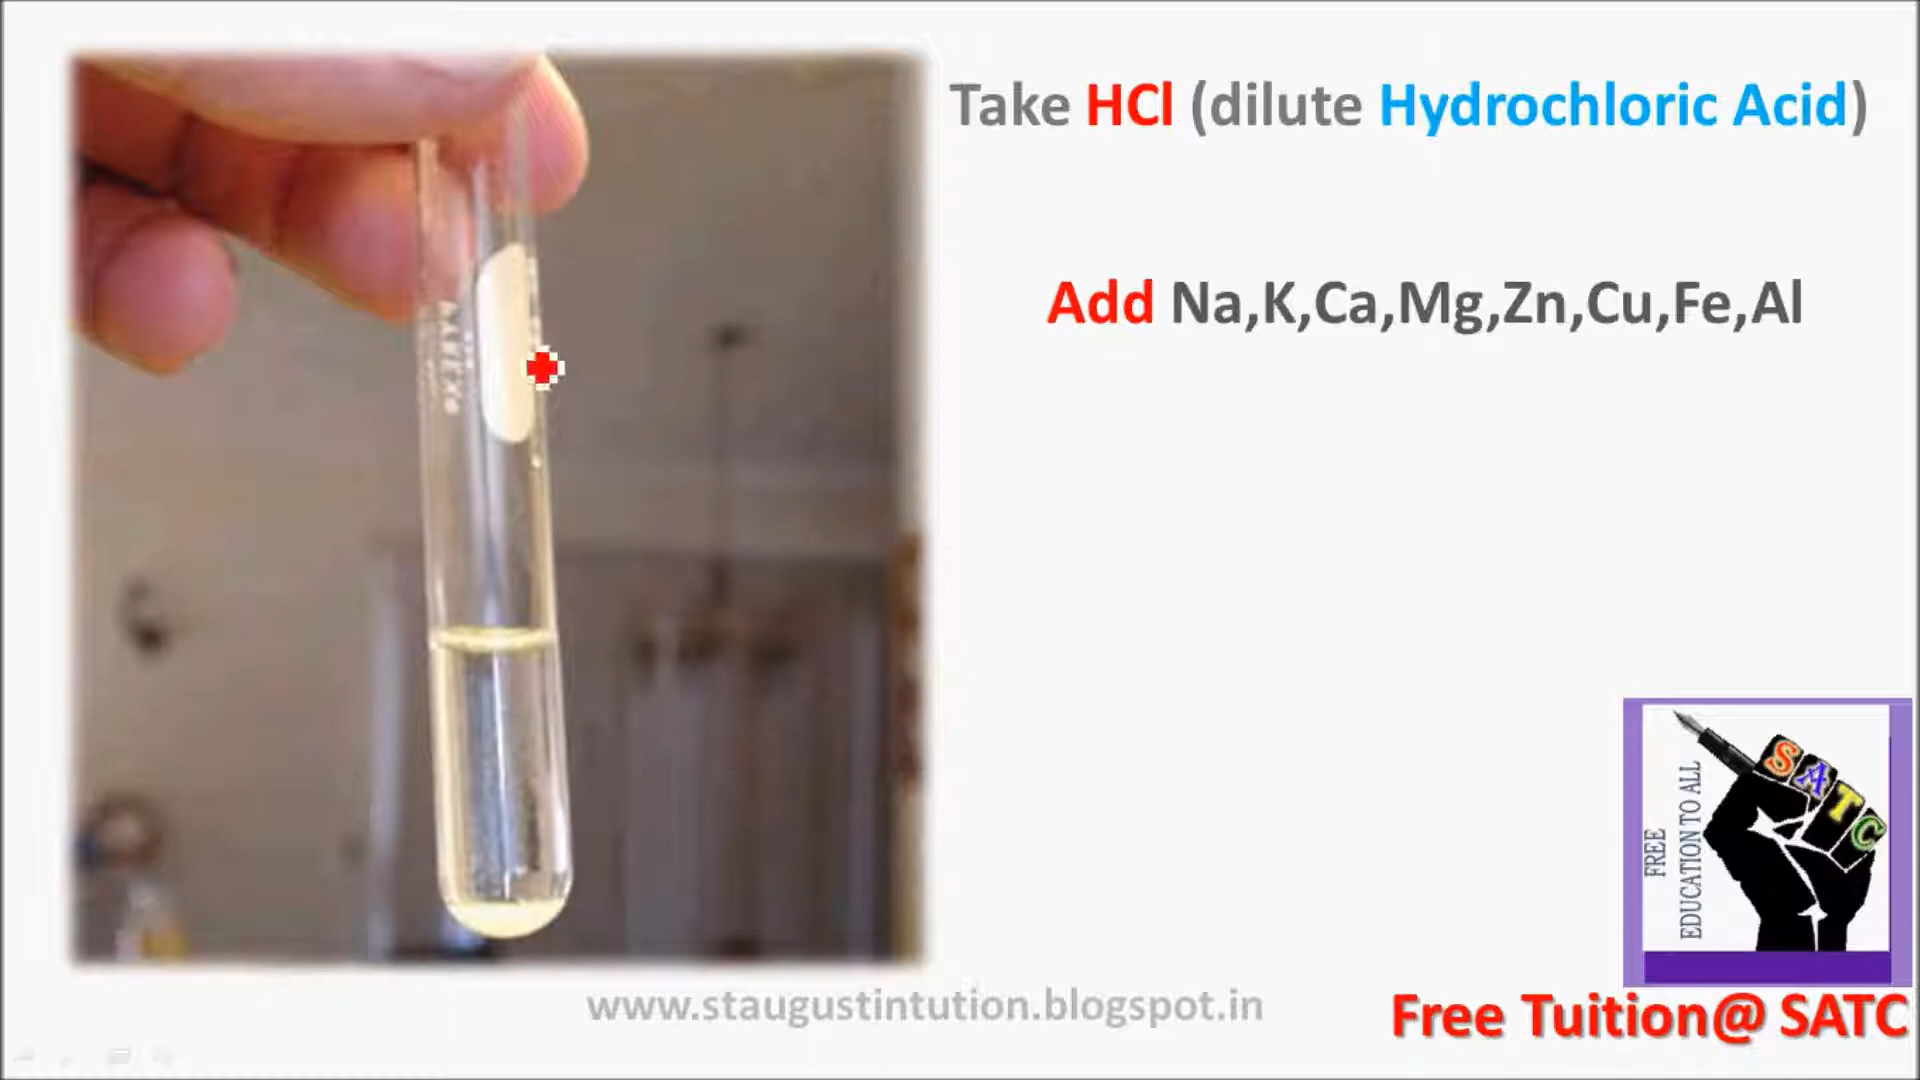 Take HCl (dilute Hydrochloric Acid)
Add Na,K,Ca,Mg,Zn,Cu,Fe,Al
SATC
FREE
EDUCATION TO ALL
www.staugustintution.blogspot.in
Free Tuition@ SATC